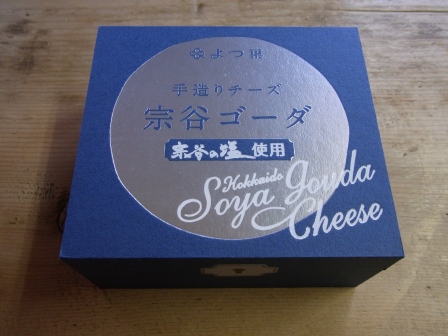 よつ葉
手造りチーズ
宗谷ゴーダ
宗谷の塩 使用
Hokkaido
Soya Gouda
Cheese